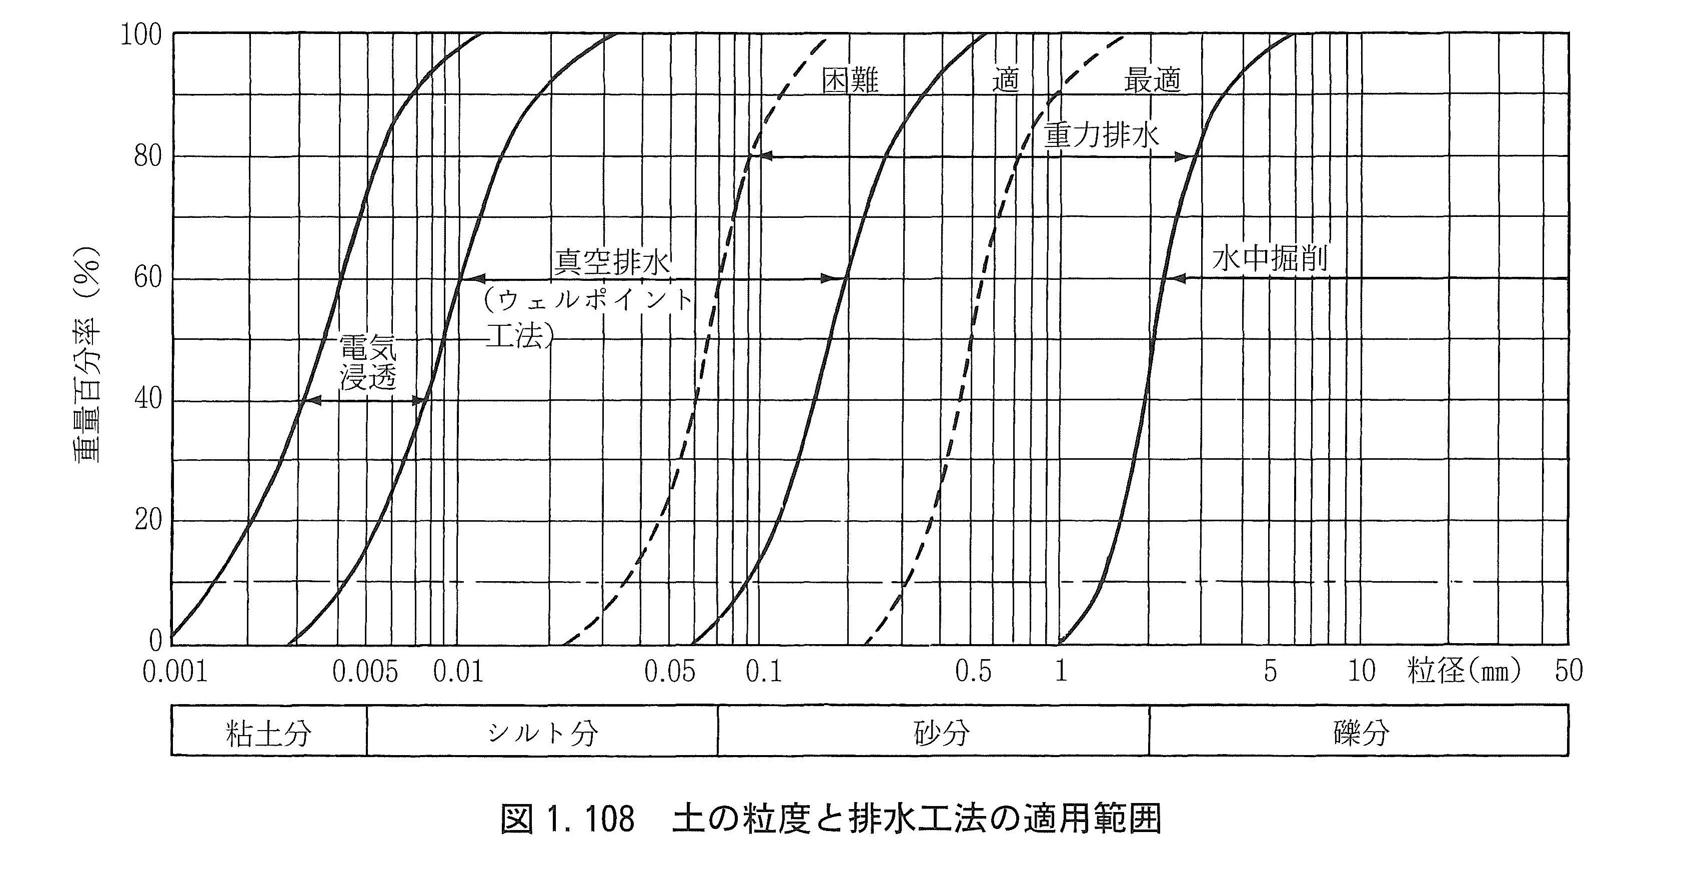 100
80
60
40
20
0
重量百分率(%)
困難 適 最適
重力排水
真空排水
(ウェルポイント
工法)
水中掘削
電気
浸透
0.001 0.005 0.01 0.05 0.1 0.5 1 5 10 粒径(mm) 50
粘土分 シルト分 砂分 礫分
図1.108 土の粒度と排水工法の適用範囲